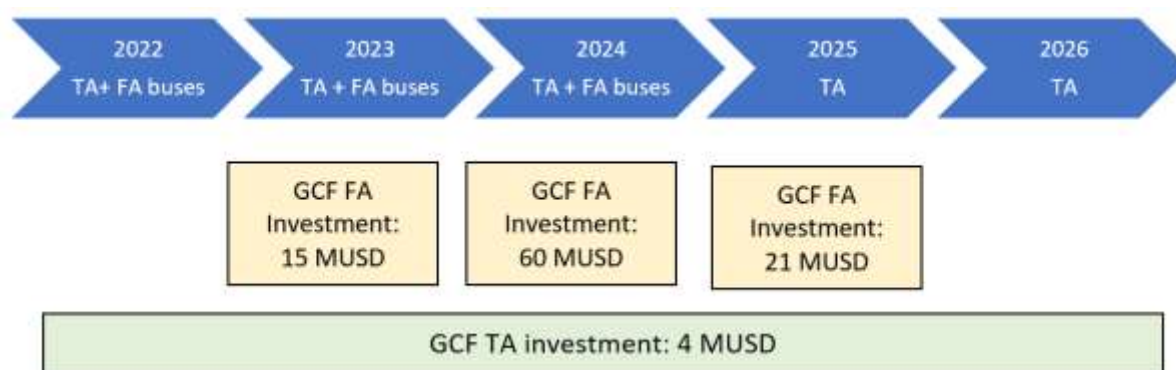 2022
TA+ FA buses
2023
TA + FA buses
2024
TA + FA buses
2025
TA
2026
TA
GCF FA
Investment:
15 MUSD
GCF FA
Investment:
60 MUSD
GCF FA
Investment:
21 MUSD
GCF TA investment: 4 MUSD